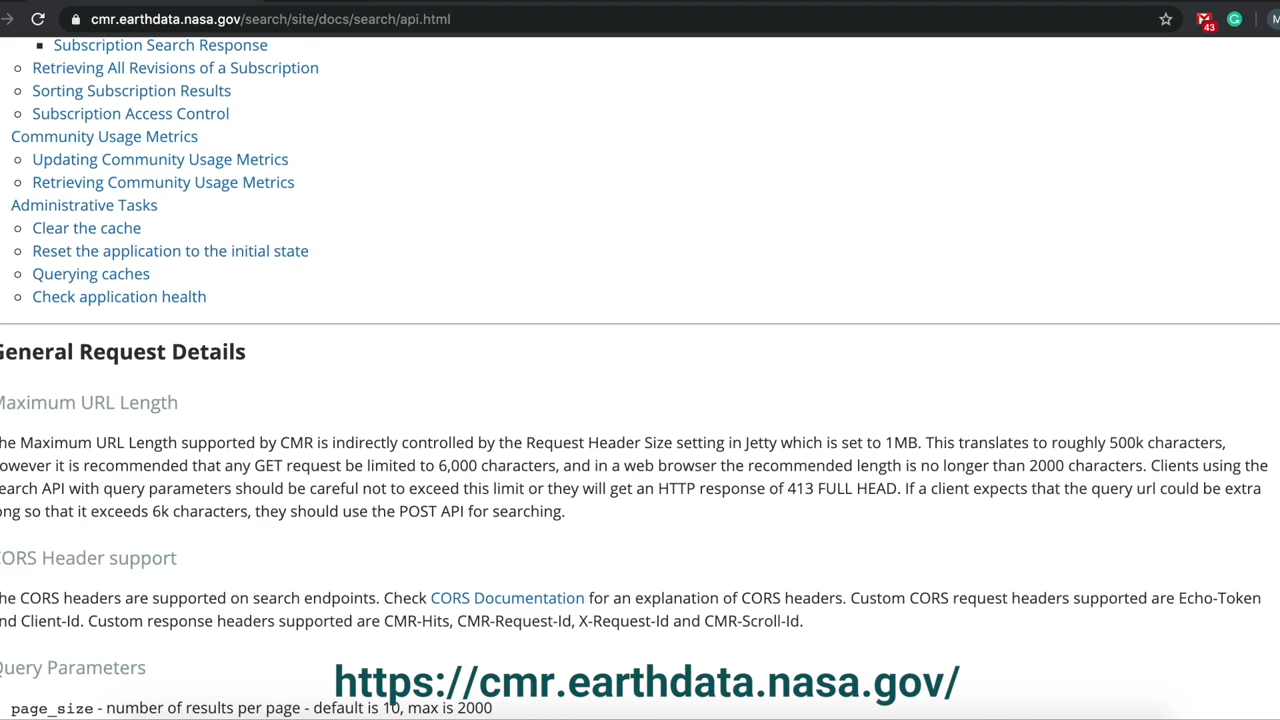 cmr.earthdata.nasa.gov/search/site/docs/search/api.html
43
Subscription Search Response
Retrieving All Revisions of a Subscription
Sorting Subscription Results
Subscription Access Control
Community Usage Metrics
Updating Community Usage Metrics
Retrieving Community Usage Metrics
Administrative Tasks
Clear the cache
Reset the application to the initial state
Querying caches
Check application health
General Request Details
Maximum URL Length
he Maximum URL Length supported by CMR is indirectly controlled by the Request Header Size setting in Jetty which is set to 1MB. This translates to roughly 500k characters,
owever it is recommended that any GET request be limited to 6,000 characters, and in a web browser the recommended length is no longer than 2000 characters. Clients using the
earch API with query parameters should be careful not to exceed this limit or they will get an HTTP response of 413 FULL HEAD. If a client expects that the query url could be extra
ong so that it exceeds 6k characters, they should use the POST API for searching.
CORS Header support
he CORS headers are supported on search endpoints. Check CORS Documentation for an explanation of CORS headers. Custom CORS request headers supported are Echo-Token
nd Client-Id. Custom response headers supported are CMR-Hits, CMR-Request-Id, X-Request-Id and CMR-Scroll-Id.
Query Parameters
https://cmr.earthdata.nasa.gov/
page_size - number of results per page - default is 10, max is 2000